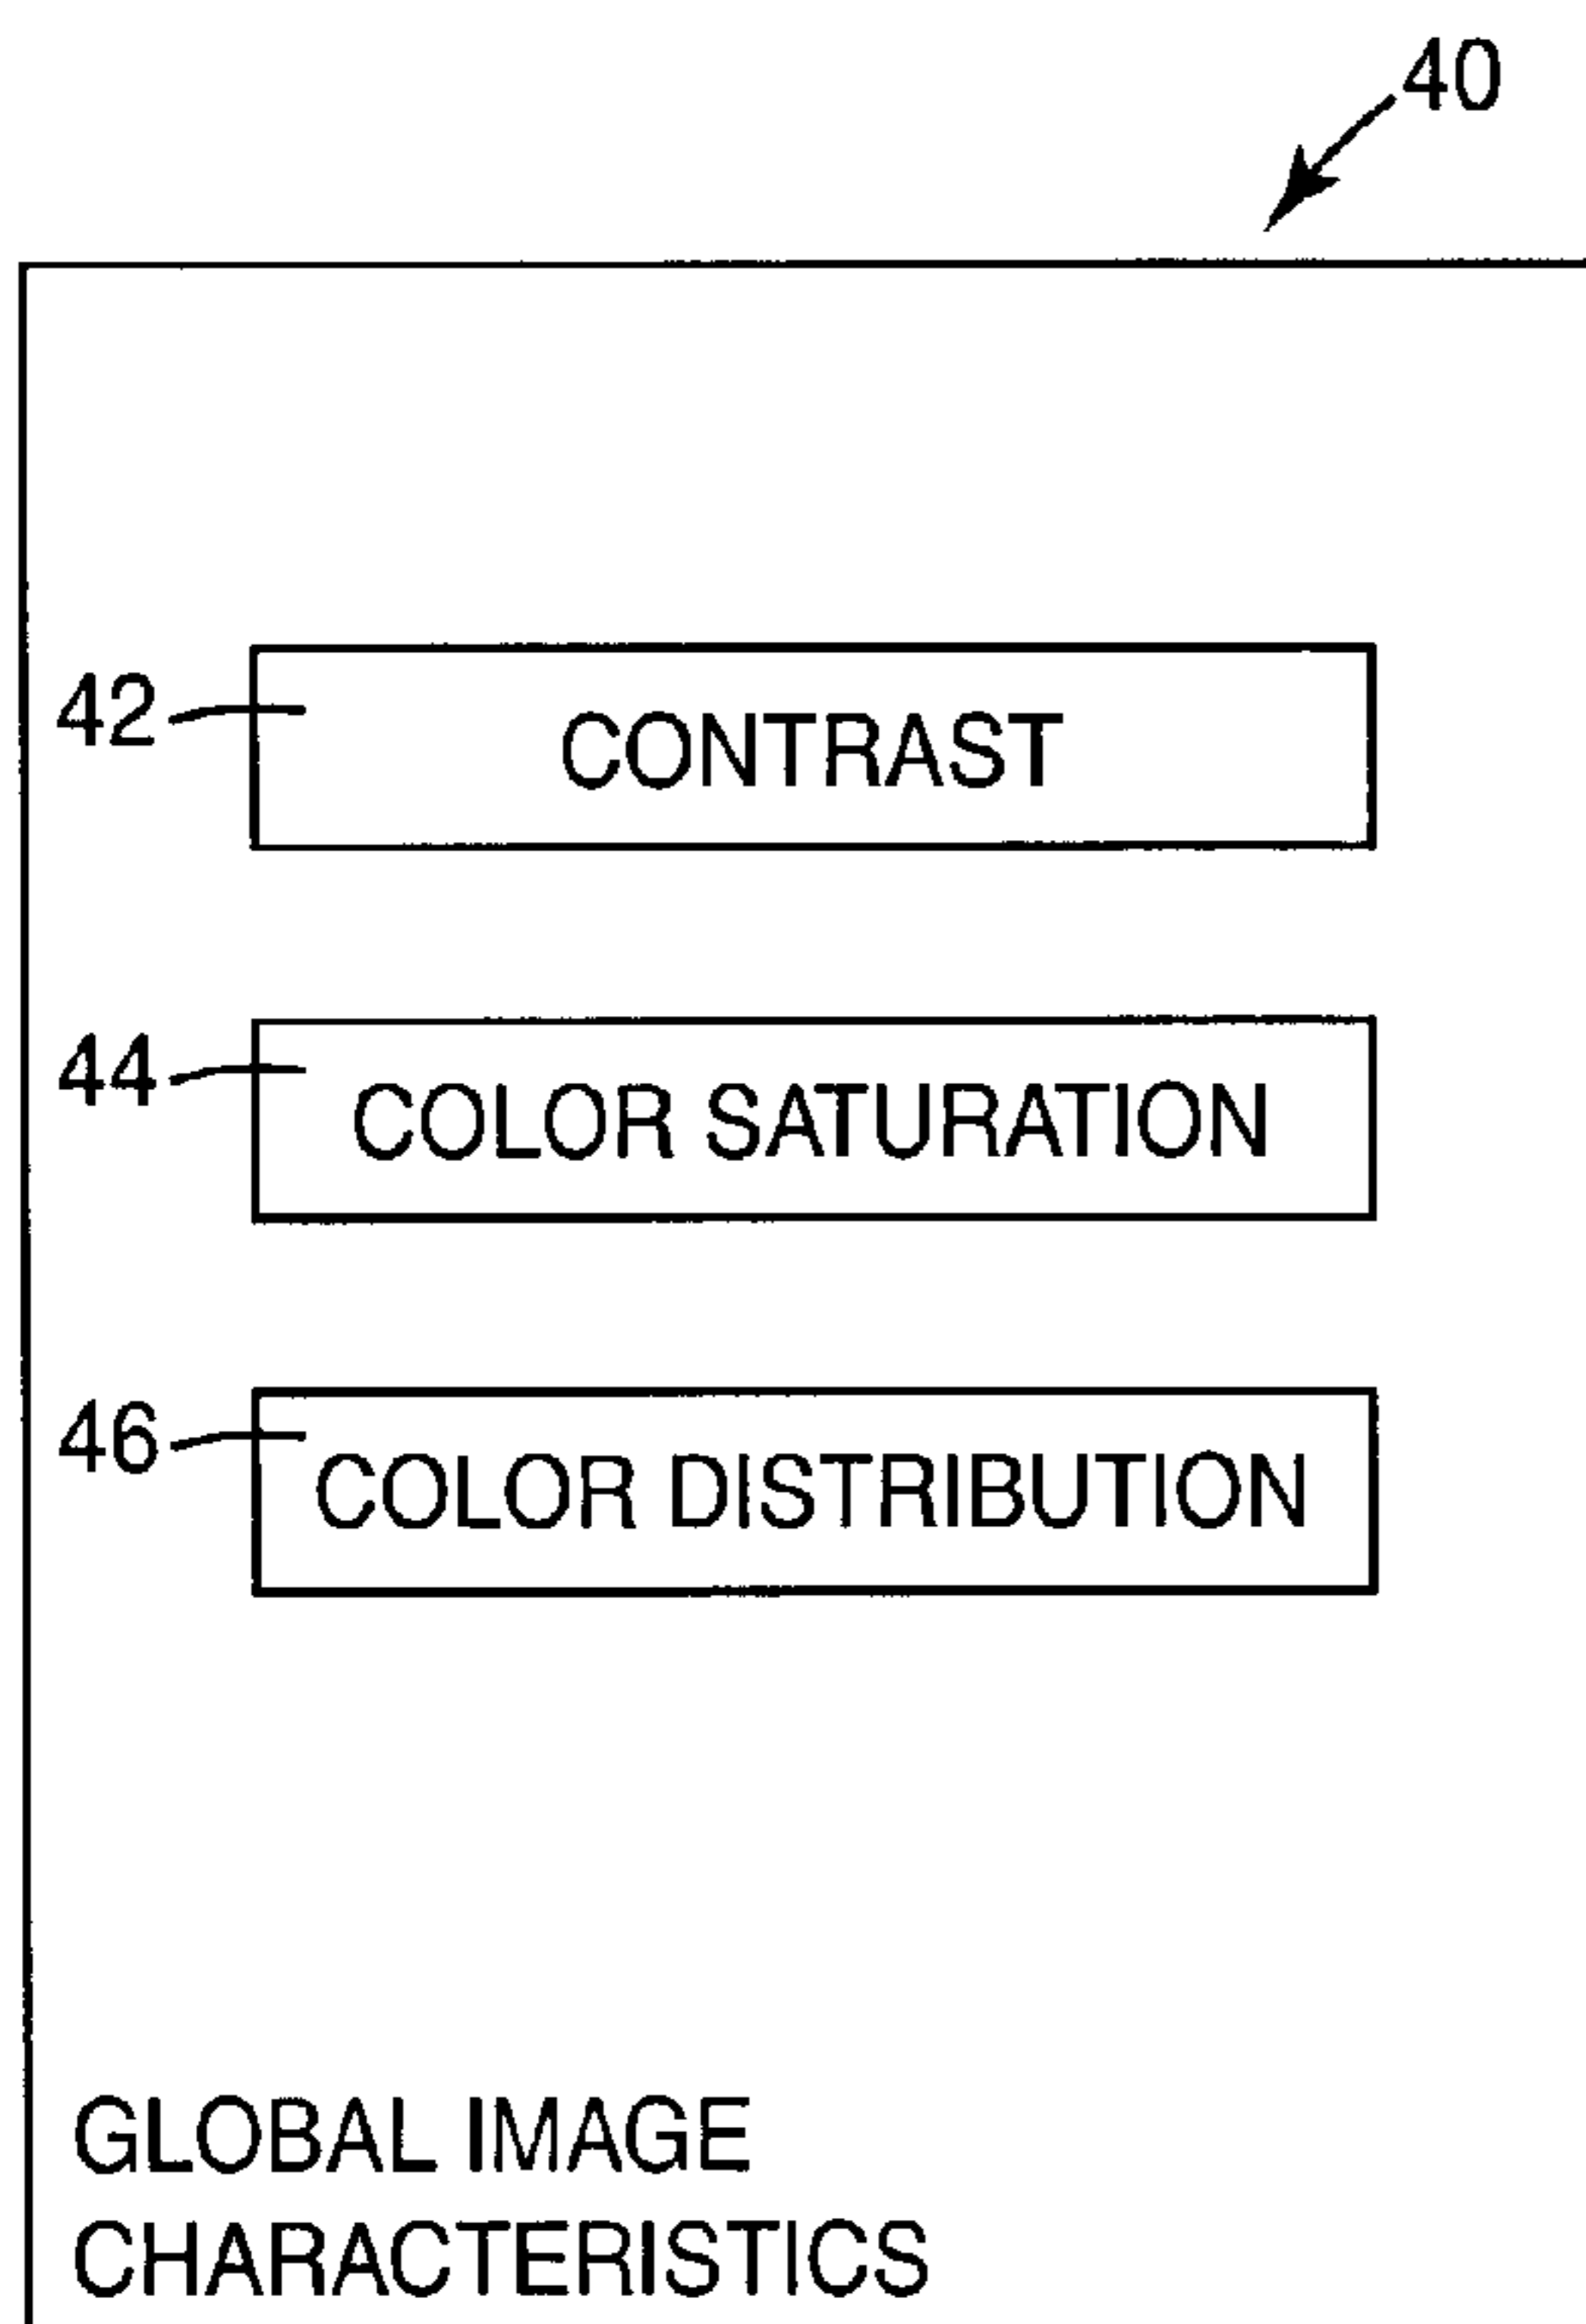 40
42
CONTRAST
44
COLOR SATURATION
46
COLOR DISTRIBUTION
GLOBAL IMAGE
CHARACTERISTICS